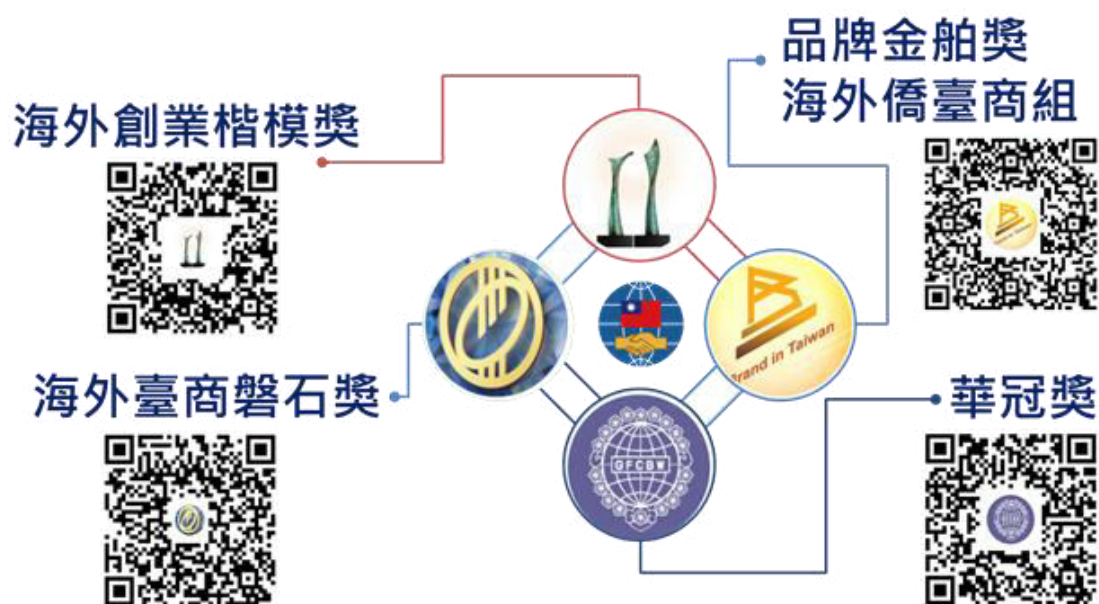 海外創業楷模獎
品牌金舶獎
海外僑臺商組
Brand in Taiwan
海外臺商磐石獎
華冠獎
GFCBW